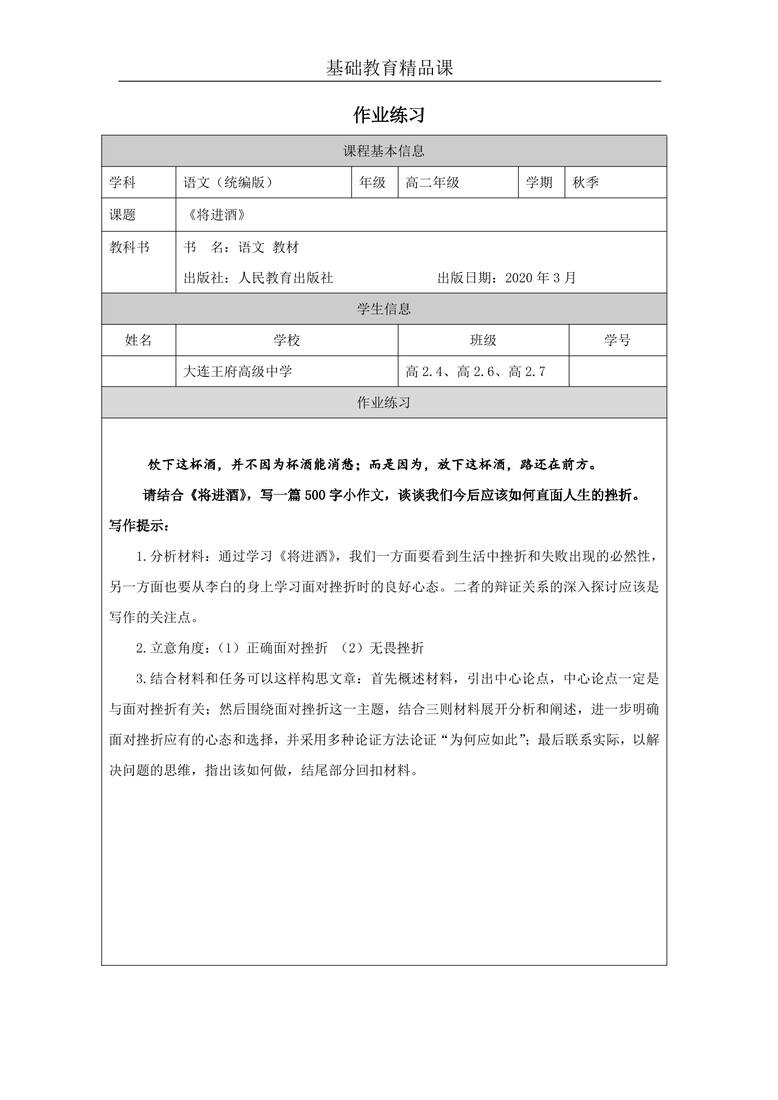 基础教育精品课
作业练习
课程基本信息
学科 语文（统编版） 年级 高二年级 学期 秋季
课题 《将进酒》
教科书 书 名：语文 教材
出版社：人民教育出版社 出版日期：2020 年 3 月
学生信息
姓名 学校 班级 学号
大连王府高级中学 高 2.4、高 2.6、高 2.7
作业练习
饮下这杯酒，并不因为杯酒能消愁；而是因为，放下这杯酒，路还在前方。
请结合《将进酒》，写一篇 500 字小作文，谈谈我们今后应该如何直面人生的挫折。
写作提示：
1.分析材料：通过学习《将进酒》，我们一方面要看到生活中挫折和失败出现的必然性，
另一方面也要从李白的身上学习面对挫折时的良好心态。二者的辩证关系的深入探讨应该是
写作的关注点。
2.立意角度：（1）正确面对挫折 （2）无畏挫折
3.结合材料和任务可以这样构思文章：首先概述材料，引出中心论点，中心论点一定是
与面对挫折有关；然后围绕面对挫折这一主题，结合三则材料展开分析和阐述，进一步明确
面对挫折应有的心态和选择，并采用多种论证方法论证“为何应如此”；最后联系实际，以解
决问题的思维，指出该如何做，结尾部分回扣材料。